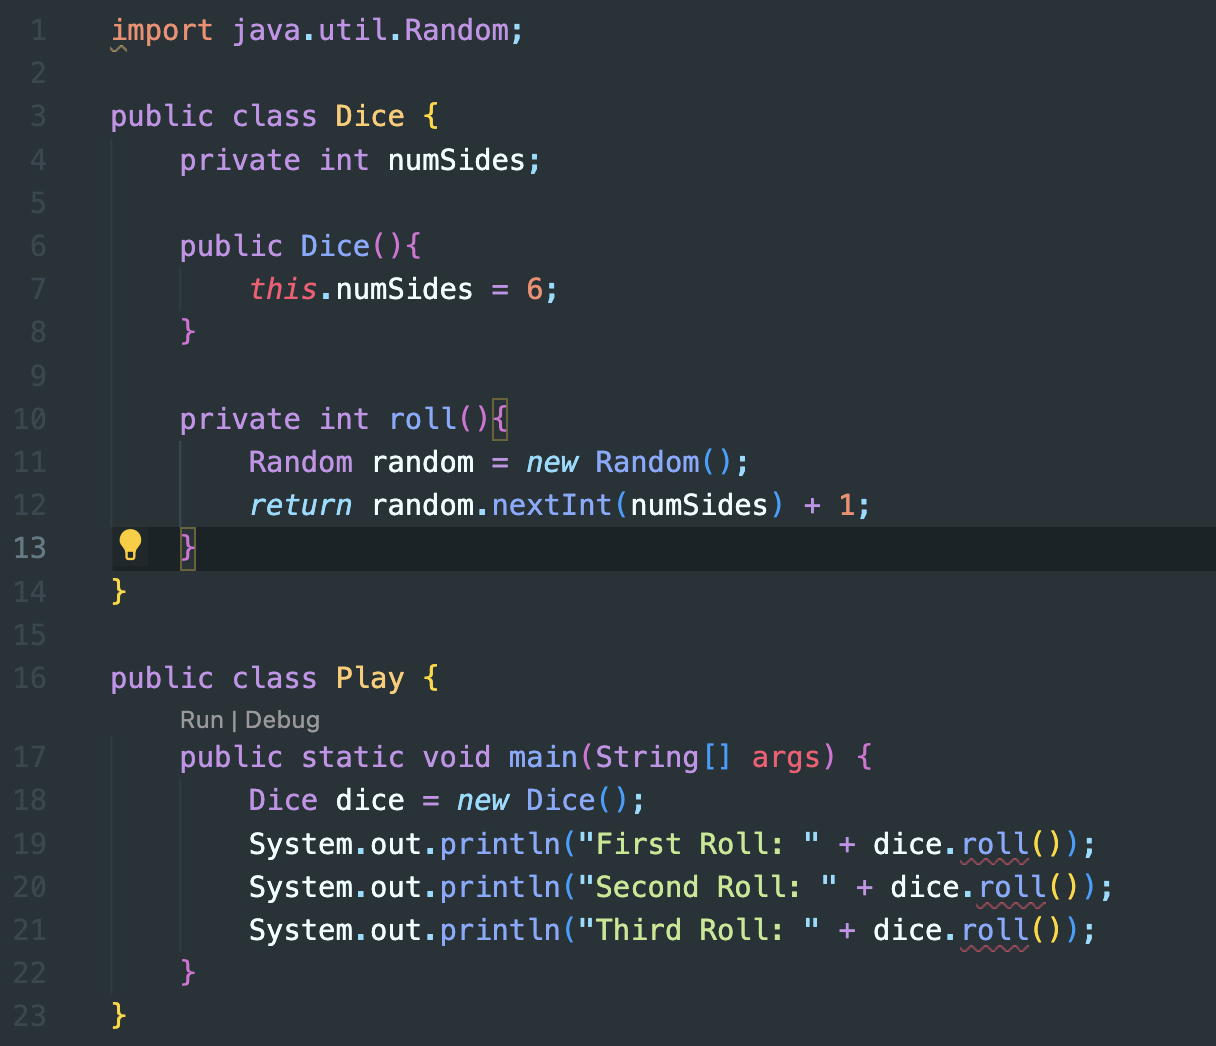 1 import java.util.Random;
2
3 public class Dice {
4     private int numSides;
5
6     public Dice(){
7         this.numSides = 6;
8     }
9
10     private int roll(){
11         Random random = new Random();
12         return random.nextInt(numSides) + 1;
13     }
14 }
15
16 public class Play {
Run | Debug
17     public static void main(String[] args) {
18         Dice dice = new Dice();
19         System.out.println("First Roll: " + dice.roll());
20         System.out.println("Second Roll: " + dice.roll());
21         System.out.println("Third Roll: " + dice.roll());
22     }
23 }